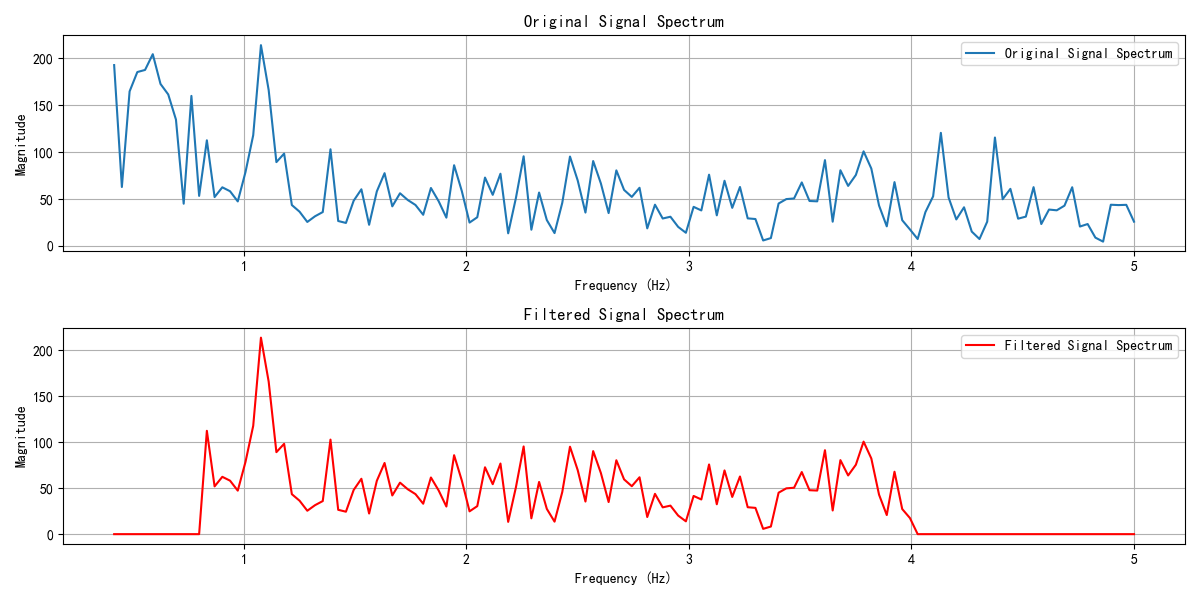 Original Signal Spectrum
Original Signal Spectrum
Magnitude
200
150
100
50
0
1 2 3 4 5
Frequency (Hz)
Filtered Signal Spectrum
Filtered Signal Spectrum
Magnitude
200
150
100
50
0
1 2 3 4 5
Frequency (Hz)